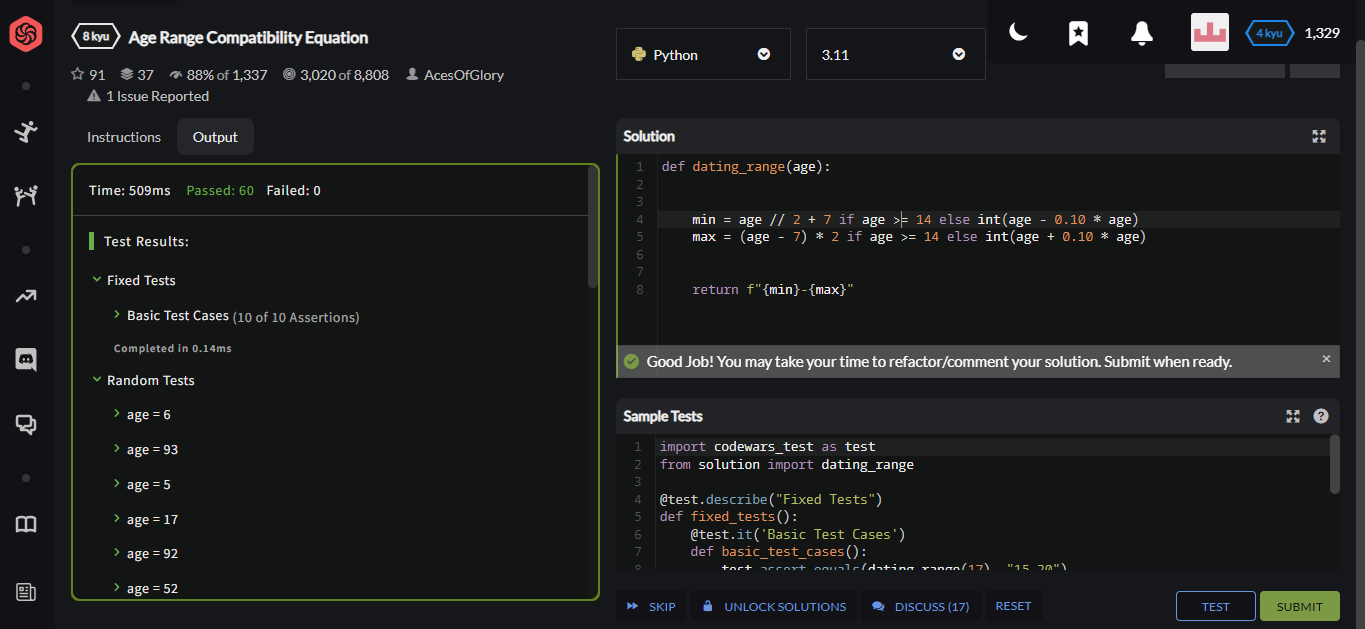 8 kyu Age Range Compatibility Equation
91 37 88% of 1,337 3,020 of 8,808 AcesOfGlory
1 Issue Reported
Python 3.11
4 kyu 1,329
Instructions Output
Time: 509ms Passed: 60 Failed: 0
Test Results:
Fixed Tests
Basic Test Cases (10 of 10 Assertions)
Completed in 0.14ms
Random Tests
age = 6
age = 93
age = 5
age = 17
age = 92
age = 52
Solution
1 def dating_range(age):
2
3
4 min = age // 2 + 7 if age >= 14 else int(age - 0.10 * age)
5 max = (age - 7) * 2 if age >= 14 else int(age + 0.10 * age)
6
7
8 return f"{min}-{max}"
Good Job! You may take your time to refactor/comment your solution. Submit when ready.
Sample Tests
1 import codewars_test as test
2 from solution import dating_range
3
4 @test.describe("Fixed Tests")
5 def fixed_tests():
6 @test.it('Basic Test Cases')
7 def basic_test_cases():
8 test.assert_equals(dating_range(17), "15-20")
SKIP UNLOCK SOLUTIONS DISCUSS (17) RESET TEST SUBMIT